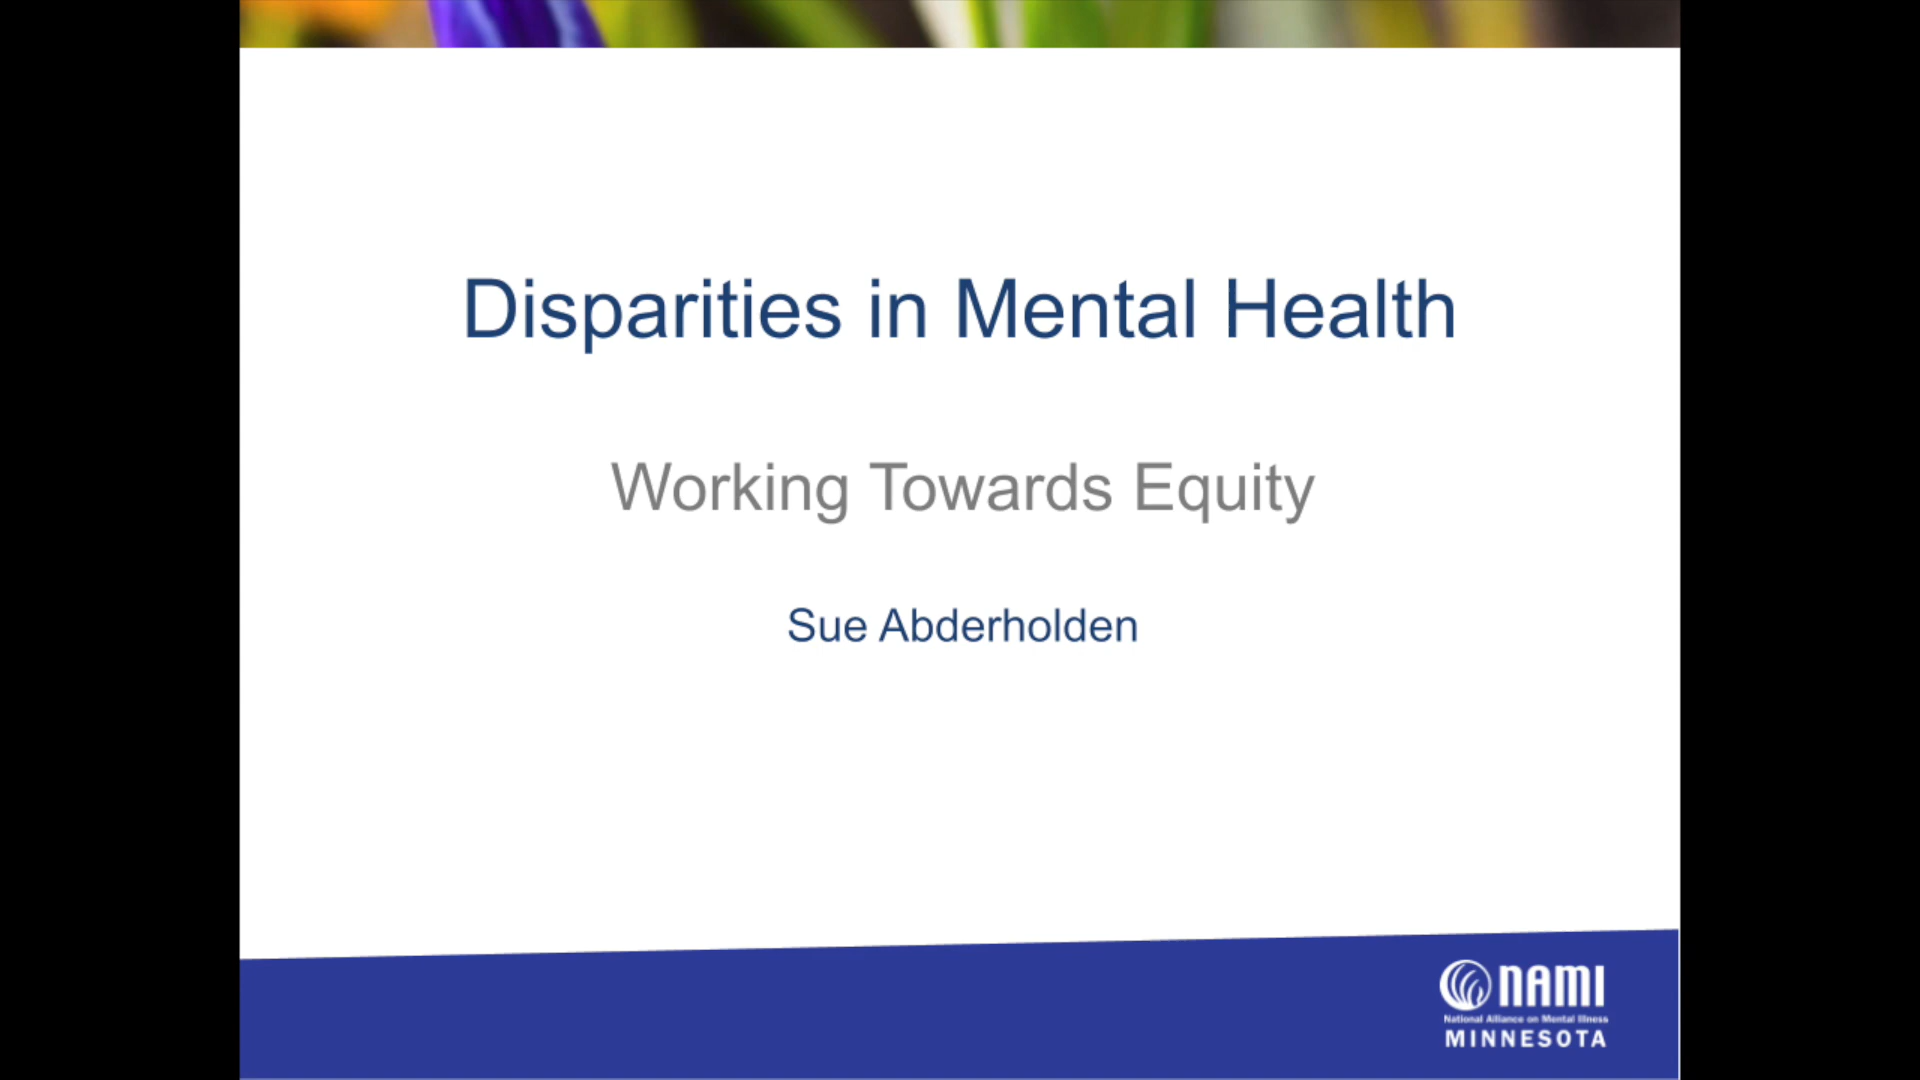 Disparities in Mental Health
Working Towards Equity
Sue Abderholden
NAMI
National Alliance on Mental Illness
MINNESOTA